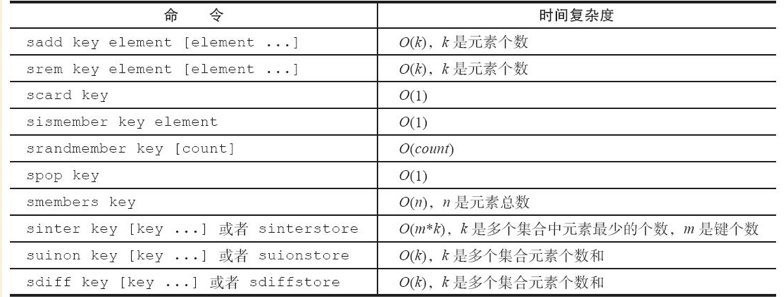 命 令 时间复杂度
sadd key element [element ...] O(k)，k 是元素个数
srem key element [element ...] O(k)，k 是元素个数
scard key O(1)
sismember key element O(1)
srandmember key [count] O(count)
spop key O(1)
smembers key O(n)，n 是元素总数
sinter key [key ...] 或者 sinterstore O(m*k)，k 是多个集合中元素最少的个数，m 是键个数
suinon key [key ...] 或者 suionstore O(k)，k 是多个集合元素个数和
sdiff key [key ...] 或者 sdiffstore O(k)，k 是多个集合元素个数和